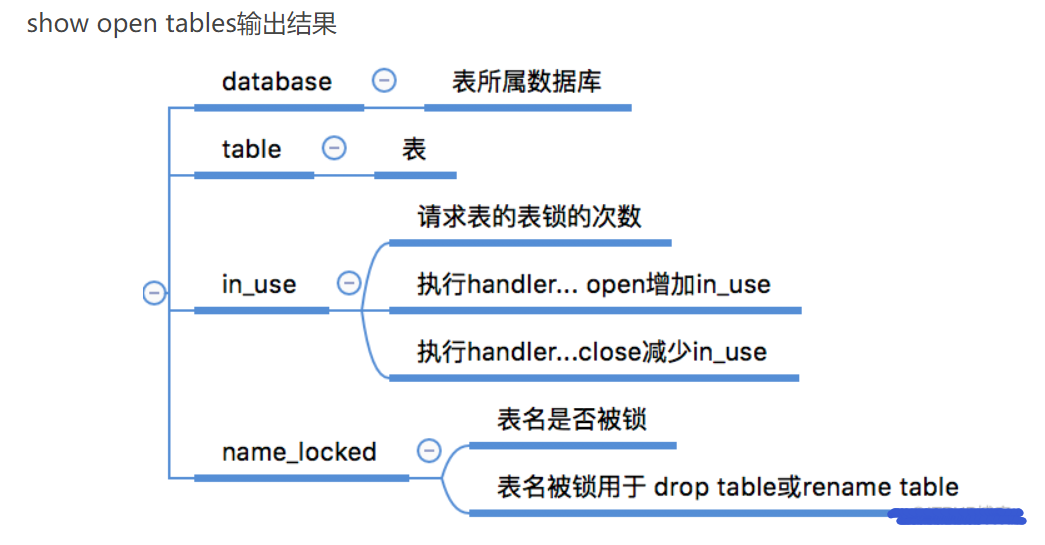 show open tables输出结果
database
表所属数据库
table
表
in_use
请求表的表锁的次数
执行handler... open增加in_use
执行handler...close减少in_use
name_locked
表名是否被锁
表名被锁用于 drop table或rename table